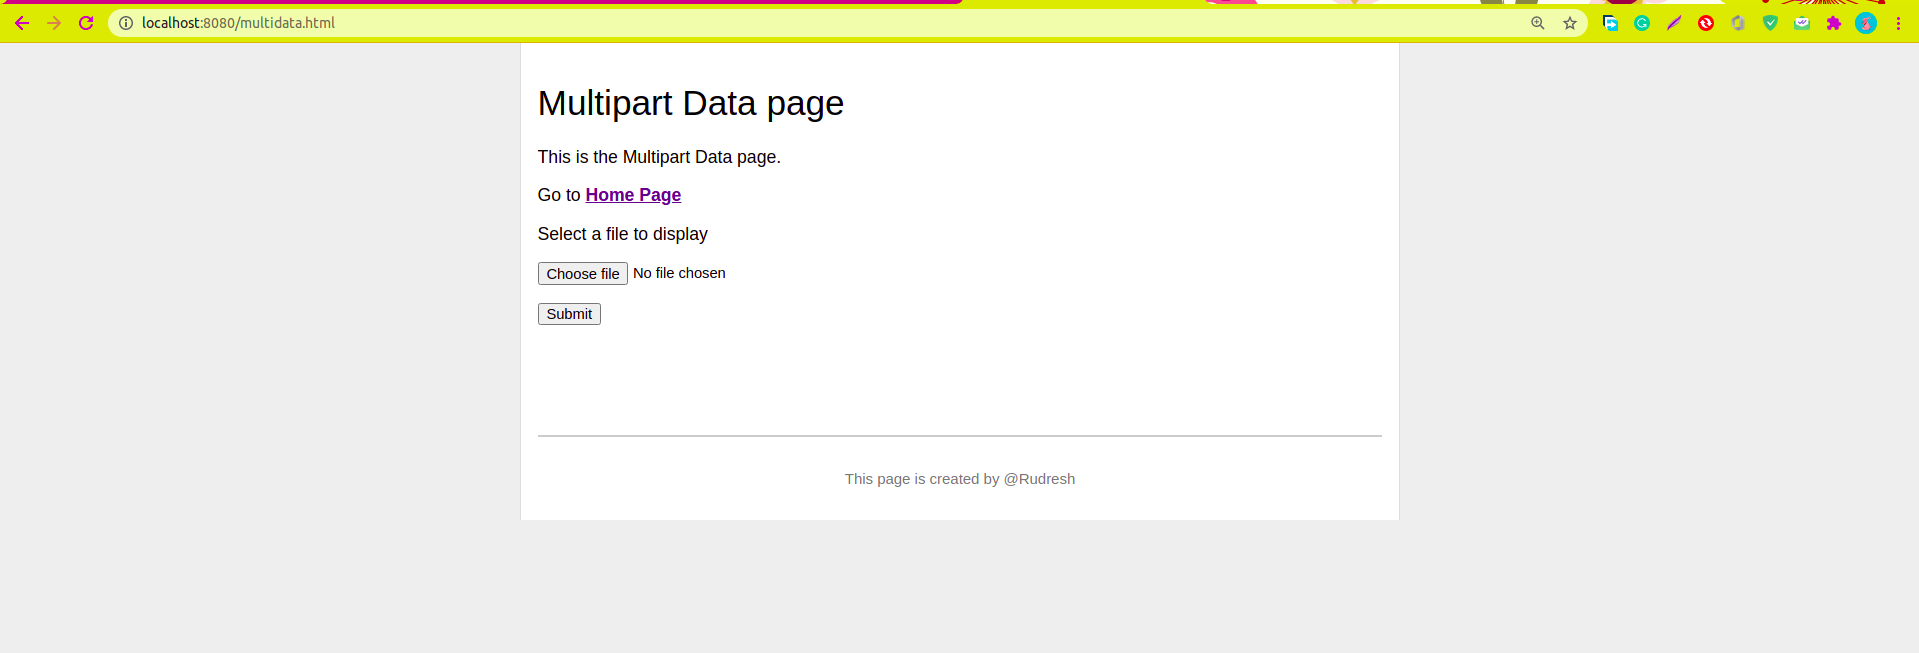 localhost:8080/multidata.html
Multipart Data page
This is the Multipart Data page.
Go to Home Page
Select a file to display
Choose file No file chosen
Submit
This page is created by @Rudresh